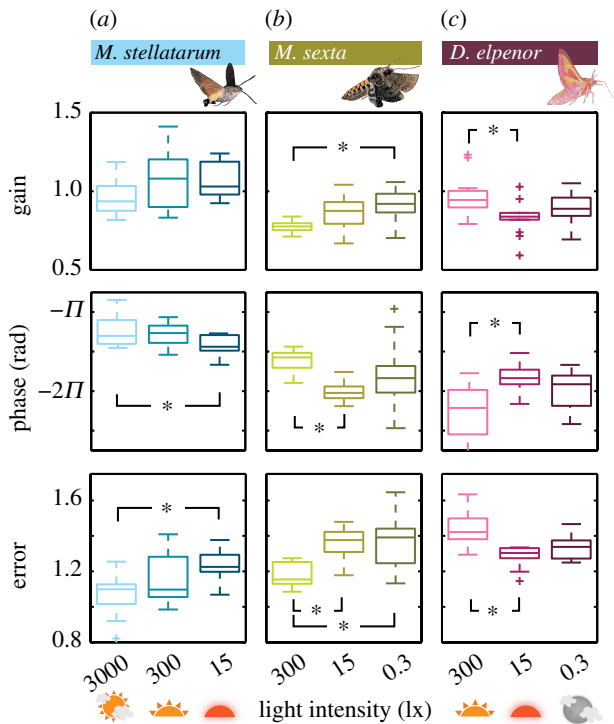 (a) (b) (c)
M. stellatarum M. sexta D. elpenor
1.5
* *
gain 1.0
0.5
−Π *
phase (rad)
−2Π
* *
* *
1.6
error
1.2
* *
0.8
3000 300 15 300 15 0.3 300 15 0.3
light intensity (lx)